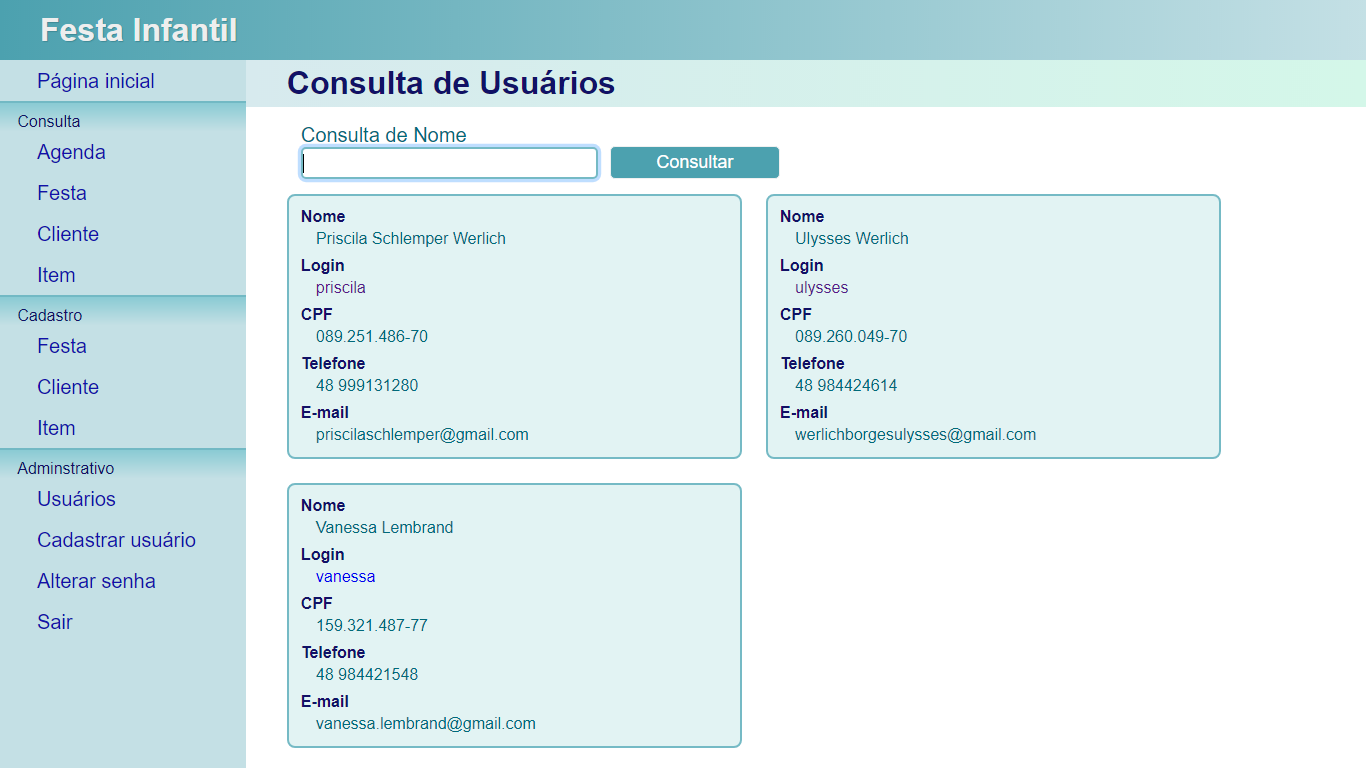 Festa Infantil
Página inicial
Consulta
Agenda
Festa
Cliente
Item
Cadastro
Festa
Cliente
Item
Adminstrativo
Usuários
Cadastrar usuário
Alterar senha
Sair
Consulta de Usuários
Consulta de Nome
Consultar
Nome
Priscila Schlemper Werlich
Login
priscila
CPF
089.251.486-70
Telefone
48 999131280
E-mail
priscilaschlemper@gmail.com
Nome
Ulysses Werlich
Login
ulysses
CPF
089.260.049-70
Telefone
48 984424614
E-mail
werlichborgesulysses@gmail.com
Nome
Vanessa Lembrand
Login
vanessa
CPF
159.321.487-77
Telefone
48 984421548
E-mail
vanessa.lembrand@gmail.com